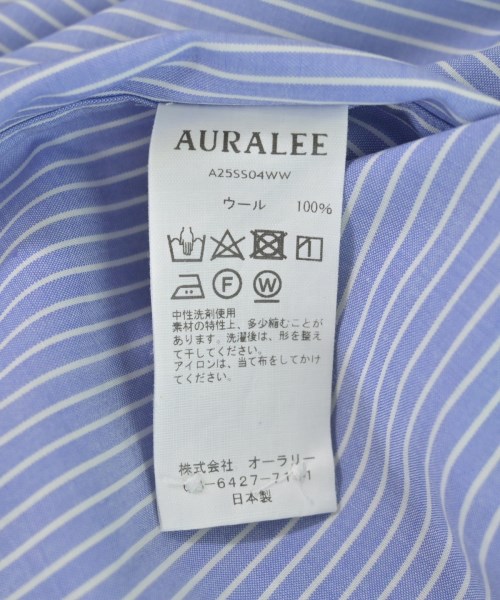 AURALEE
A25SS04WW
ウール 100%
F W
中性洗剤使用
素材の特性上、多少縮むことが
あります。洗濯後は、形を整え
て干してください。
アイロンは、当て布をしてかけ
てください。
株式会社 オーラリー
日本製